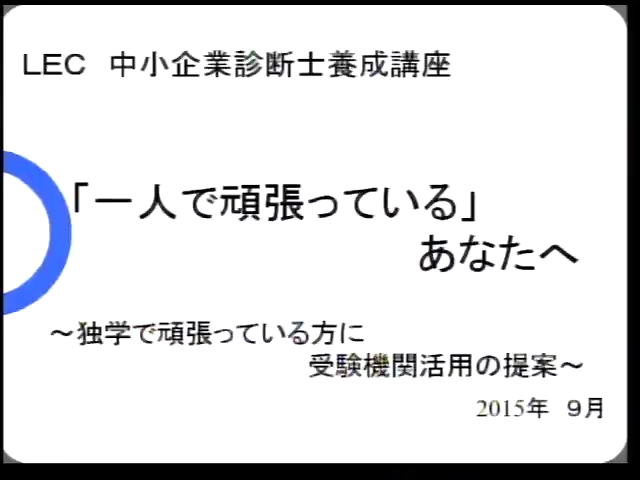 LEC 中小企業診断士養成講座
「一人で頑張っている」
あなたへ
～独学で頑張っている方に
受験機関活用の提案～
2015年 9月